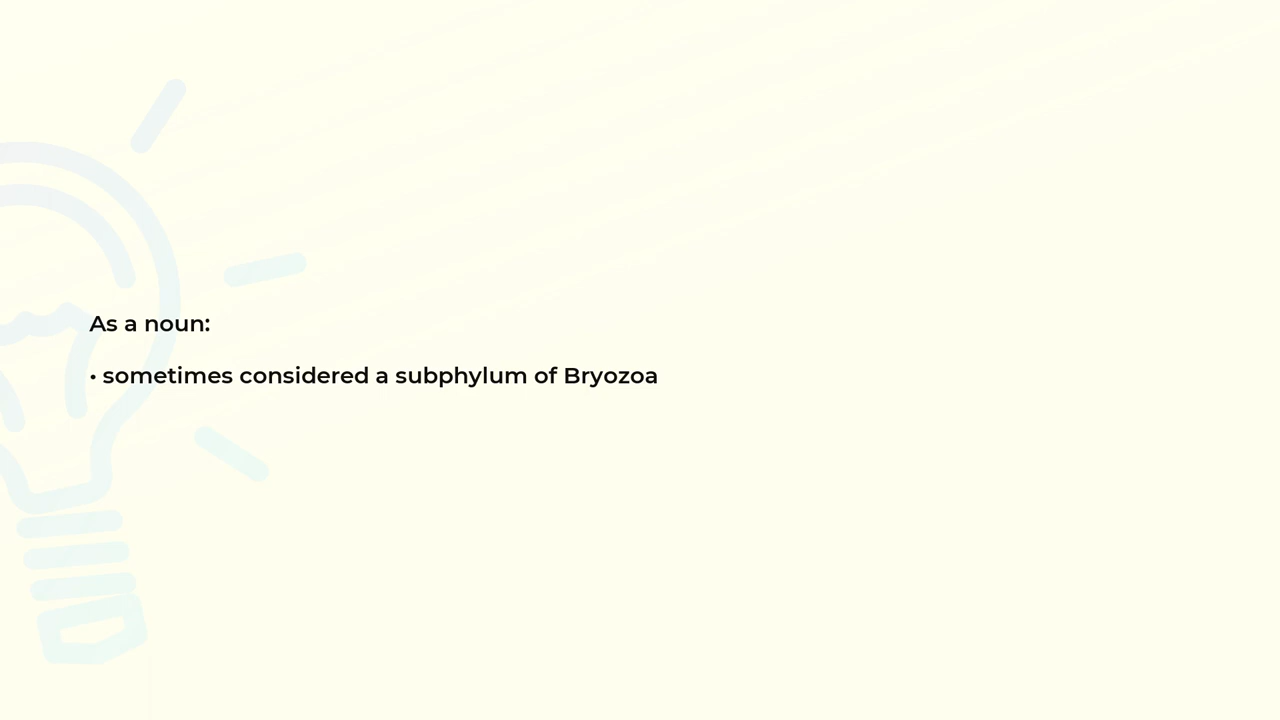 As a noun:
• sometimes considered a subphylum of Bryozoa